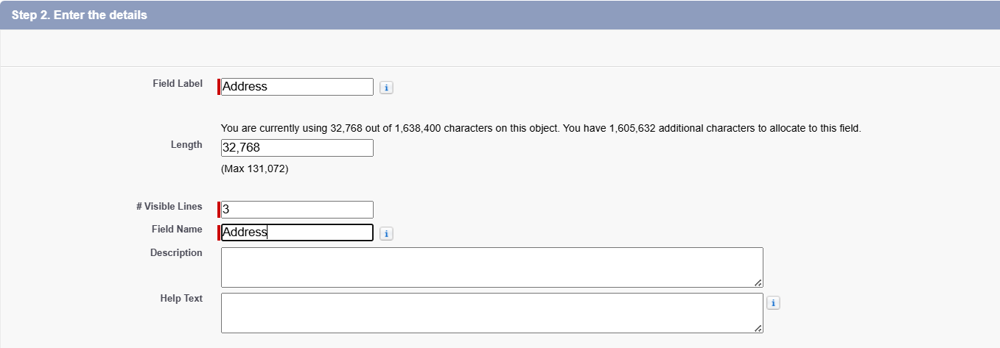 Step 2. Enter the details
Field Label Address i
You are currently using 32,768 out of 1,638,400 characters on this object. You have 1,605,632 additional characters to allocate to this field.
Length 32,768
(Max 131,072)
# Visible Lines 3
Field Name Address i
Description
Help Text i